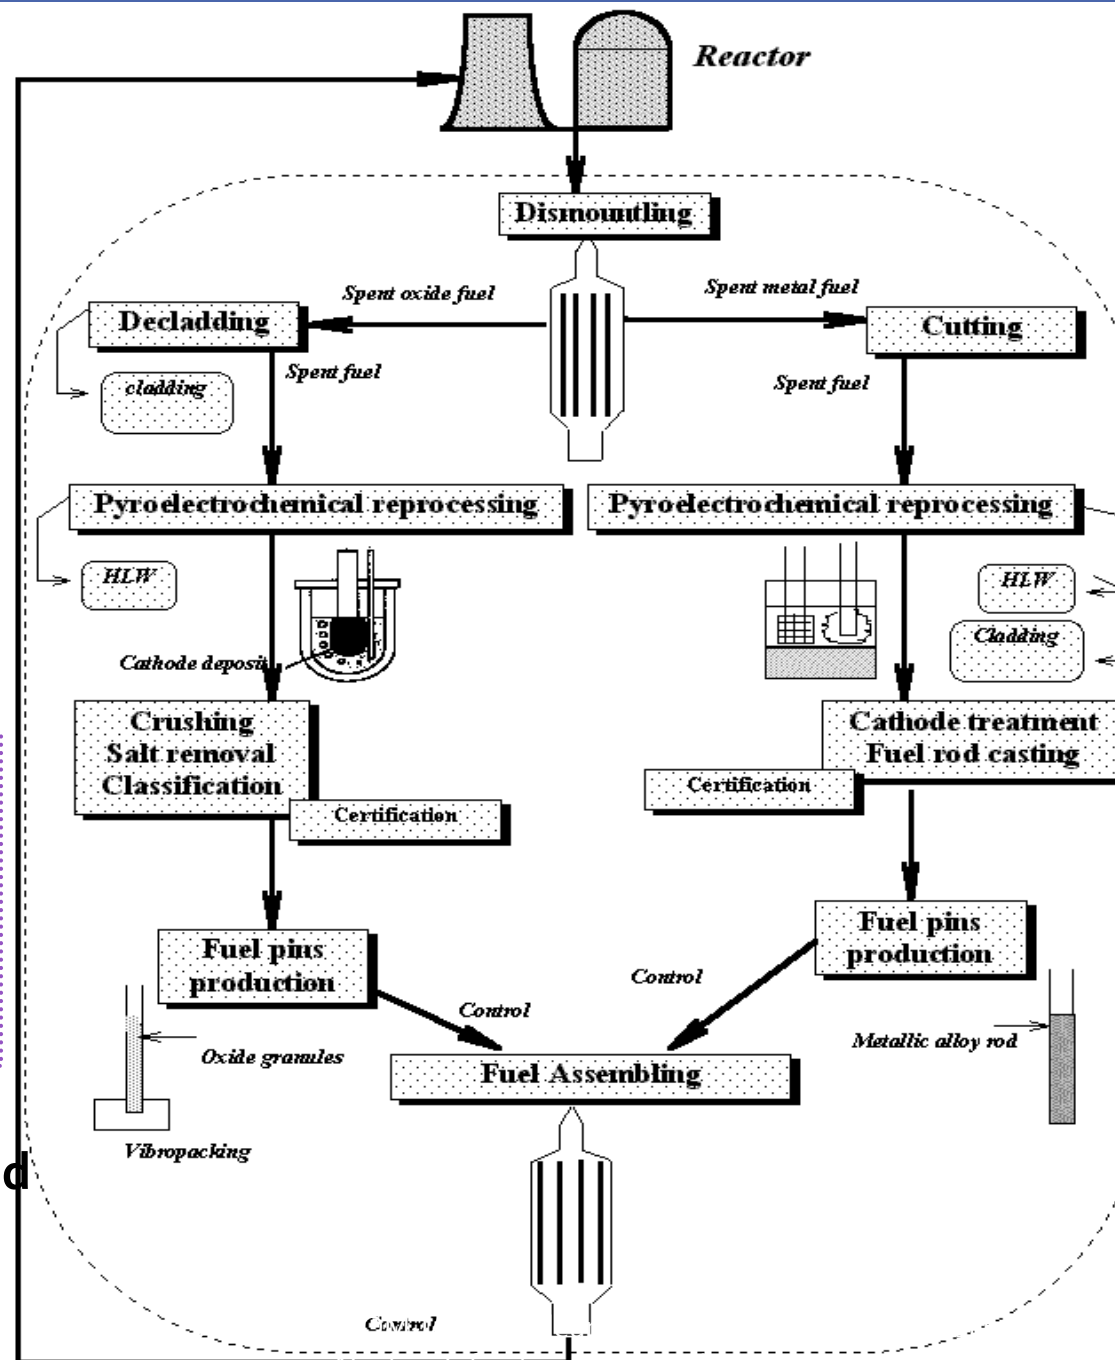 Reactor
Dismountling
Spent oxide fuel
Spent metal fuel
Decladding
Cutting
Spent fuel
Spent fuel
cladding
Pyroelectrochemical reprocessing
Pyroelectrochemical reprocessing
HLW
HLW
Cladding
Cathode deposit
Crushing
Salt removal
Classification
Cathode treatment
Fuel rod casting
Certification
Certification
Fuel pins
production
Fuel pins
production
Control
Control
Oxide granules
Metallic alloy rod
Fuel Assembling
Vibropacking
d
Control